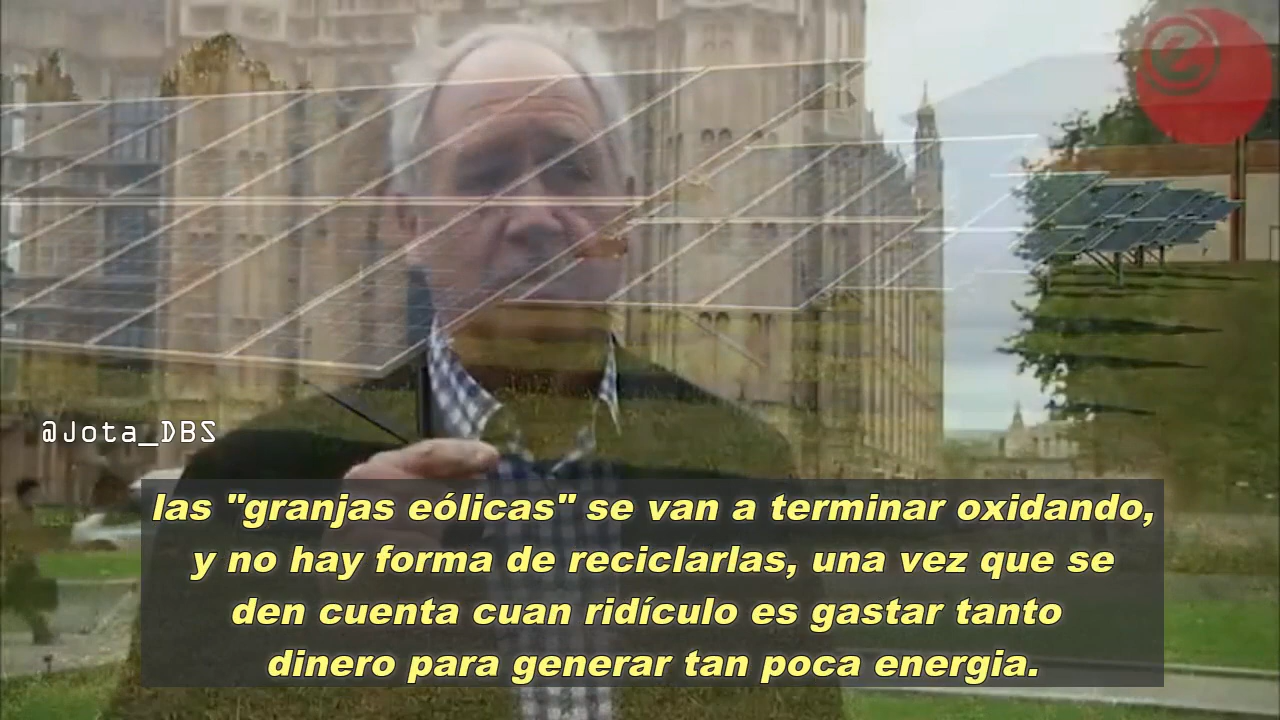 e
@Jota_DBS
las "granjas eólicas" se van a terminar oxidando,
y no hay forma de reciclarlas, una vez que se
den cuenta cuan ridículo es gastar tanto
dinero para generar tan poca energia.